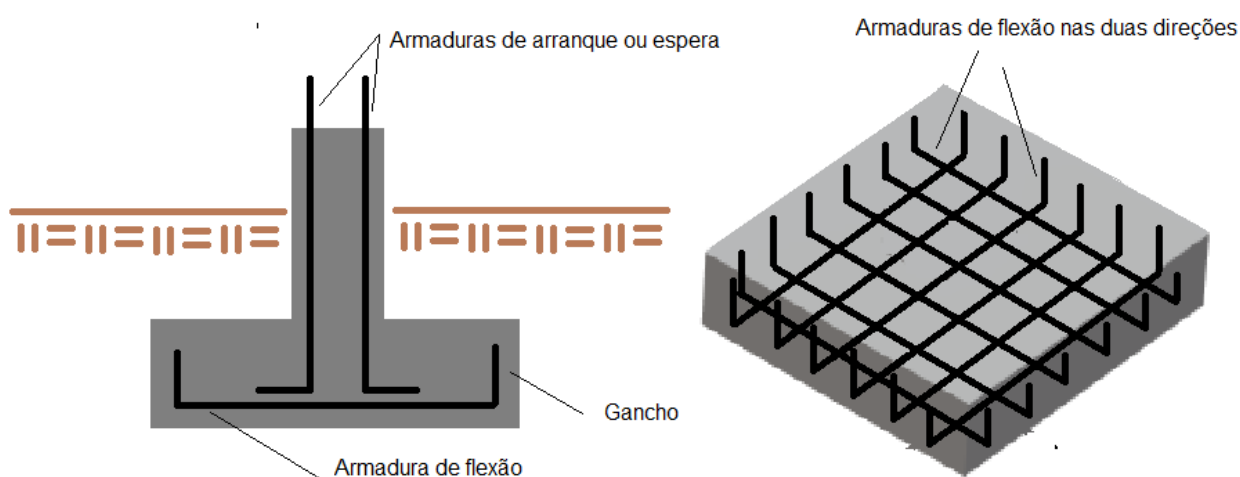 Armaduras de arranque ou espera
Armaduras de flexão nas duas direções
Gancho
Armadura de flexão